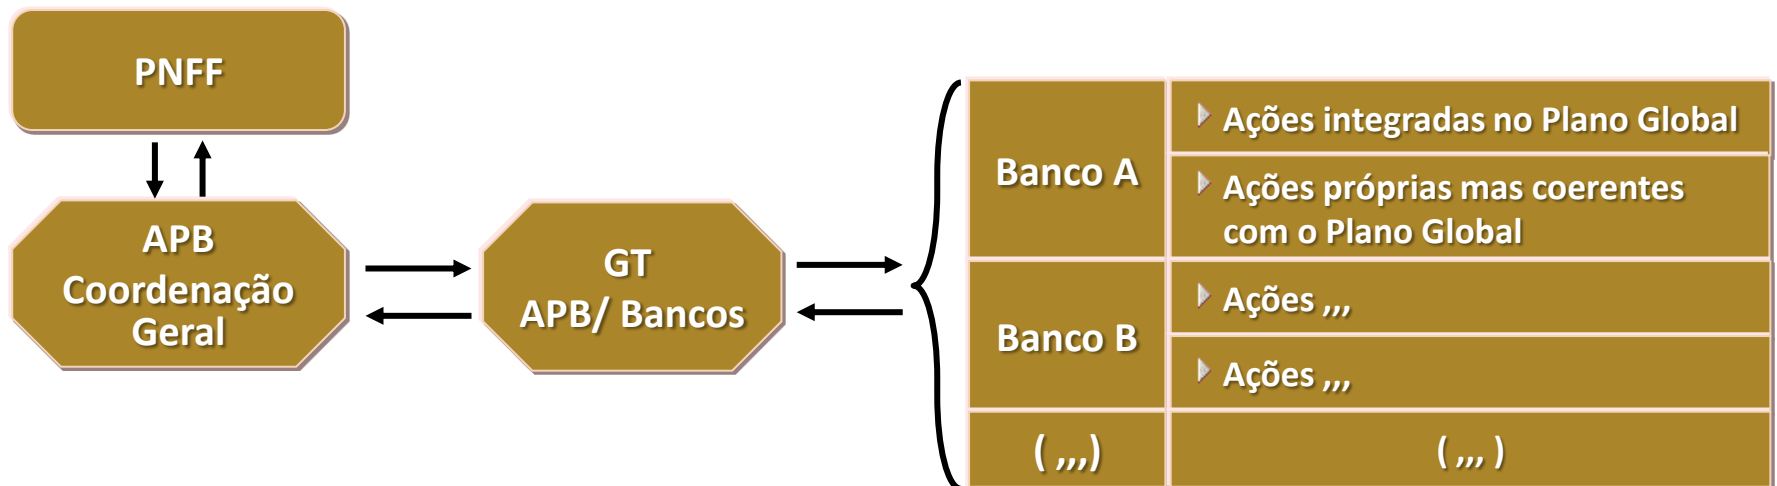 PNFF
APB
Coordenação
Geral
GT
APB/ Bancos
Banco A
Ações integradas no Plano Global
Ações próprias mas coerentes
com o Plano Global
Banco B
Ações ,,,
Ações ,,,
( ,,,)
( ,,, )